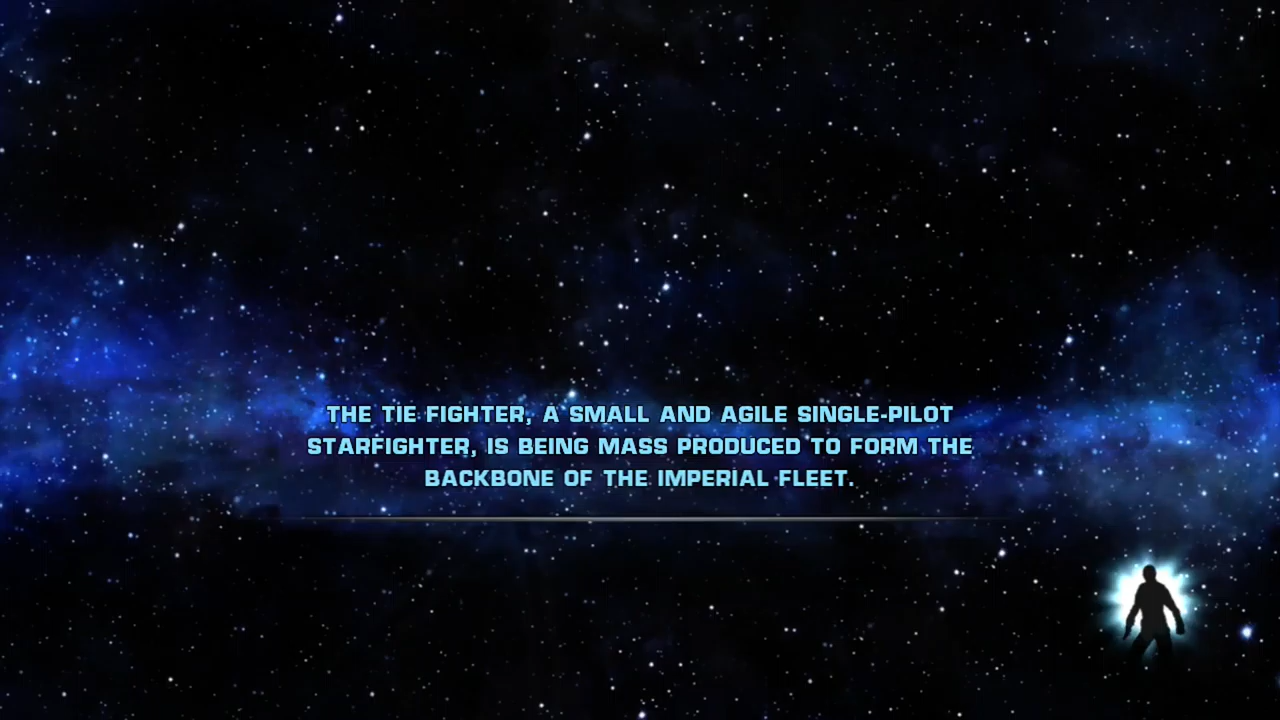 THE TIE FIGHTER, A SMALL AND AGILE SINGLE-PILOT
STARFIGHTER, IS BEING MASS PRODUCED TO FORM THE
BACKBONE OF THE IMPERIAL FLEET.